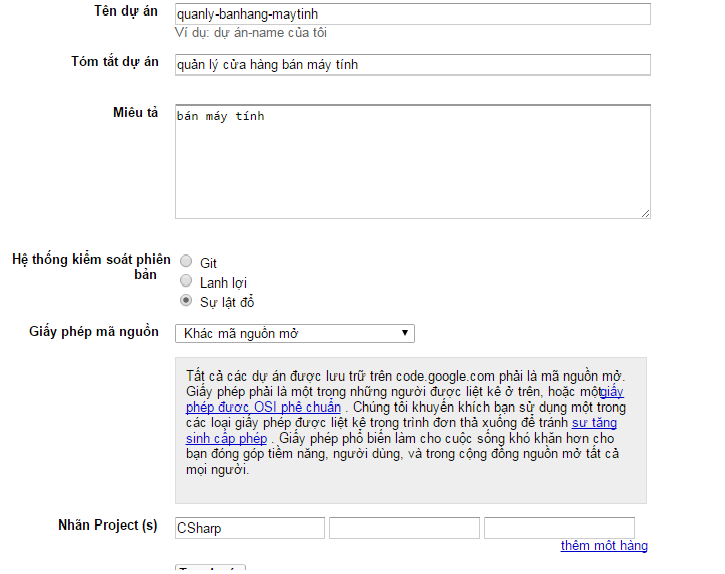 Tên dự án
quanly-banhang-maytinh
Ví dụ: dự án-name của tôi
Tóm tắt dự án
quản lý cửa hàng bán máy tính
Miêu tả
bán máy tính
Hệ thống kiểm soát phiên
bản
Git
Lanh lợi
Sự lật đổ
Giấy phép mã nguồn
Khác mã nguồn mở
Tất cả các dự án được lưu trữ trên code.google.com phải là mã nguồn mở.
Giấy phép phải là một trong những người được liệt kê ở trên, hoặc một giấy
phép được OSI phê chuẩn . Chúng tôi khuyến khích bạn sử dụng một trong
các loại giấy phép được liệt kê trong trình đơn thả xuống để tránh sự tăng
sinh cấp phép . Giấy phép phổ biến làm cho cuộc sống khó khăn hơn cho
bạn đóng góp tiềm năng, người dùng, và trong cộng đồng nguồn mở tất cả
mọi người.
Nhãn Project (s)
CSharp
thêm một hàng